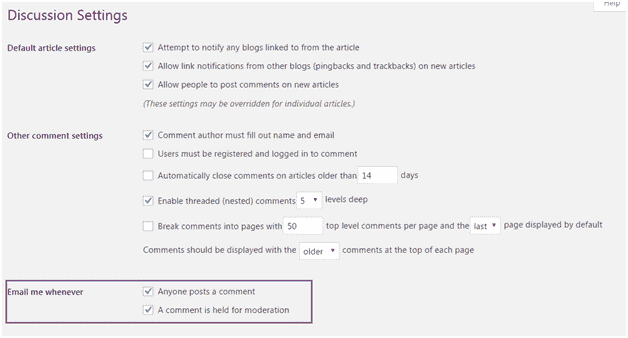 Help
Discussion Settings
Default article settings
Attempt to notify any blogs linked to from the article
Allow link notifications from other blogs (pingbacks and trackbacks) on new articles
Allow people to post comments on new articles
(These settings may be overridden for individual articles.)
Other comment settings
Comment author must fill out name and email
Users must be registered and logged in to comment
Automatically close comments on articles older than 14 days
Enable threaded (nested) comments 5 levels deep
Break comments into pages with 50 top level comments per page and the last page displayed by default
Comments should be displayed with the older comments at the top of each page
Email me whenever
Anyone posts a comment
A comment is held for moderation